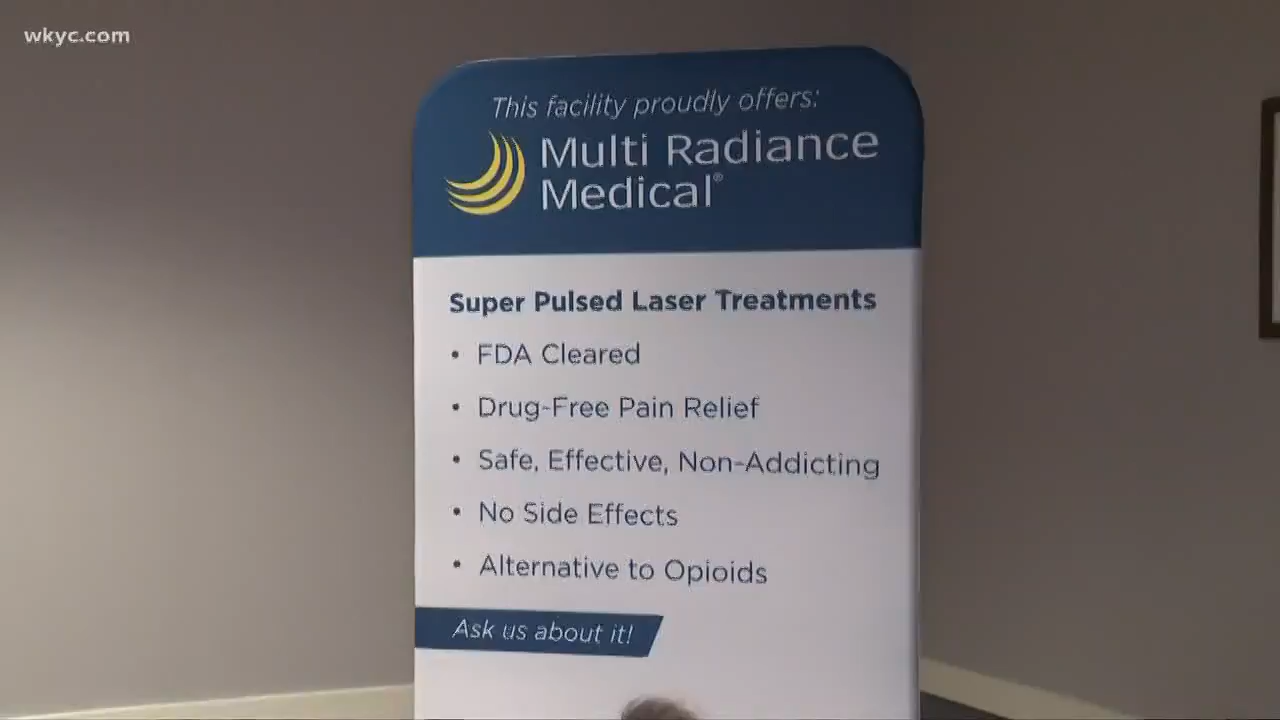 wkyc.com
This facility proudly offers:
Multi Radiance
Medical®
Super Pulsed Laser Treatments
• FDA Cleared
• Drug-Free Pain Relief
• Safe, Effective, Non-Addicting
• No Side Effects
• Alternative to Opioids
Ask us about it!